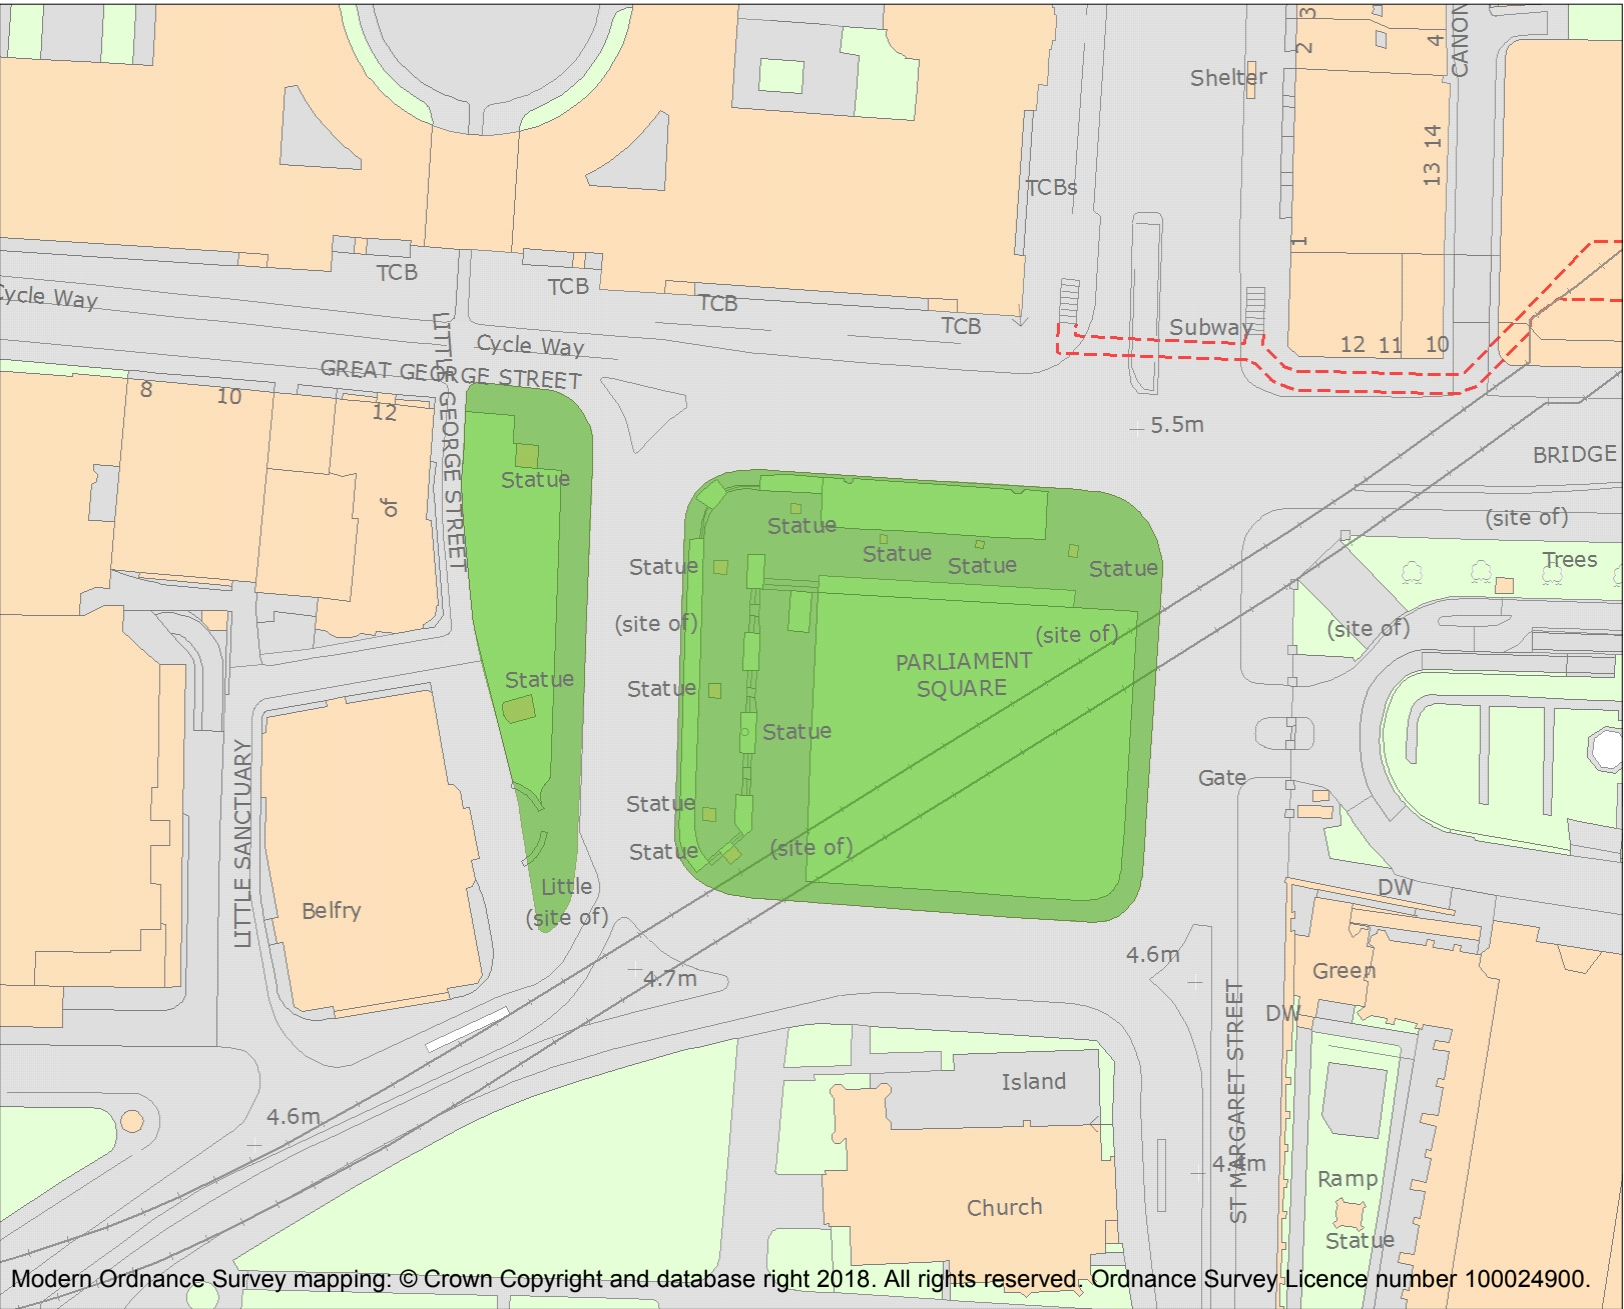 3
2
4
CANON
Shelter
13 14
TCBs
1
TCB
TCB
TCB
TCB
Cycle Way
Cycle Way
Subway
12
11
10
GREAT GEORGE STREET
LITTLE GEORGE STREET
8
10
12
of
5.5m
BRIDGE
Statue
Statue
Statue
Statue
Statue
Statue
(site of)
Trees
(site of)
(site of)
(site of)
PARLIAMENT
SQUARE
Statue
Statue
Statue
Gate
Statue
Statue
(site of)
LITTLE SANCTUARY
Belfry
Little
(site of)
DW
4.6m
4.7m
Green
DW
ST MARGARET STREET
Island
4.6m
4.4m
Ramp
Church
Statue
Modern Ordnance Survey mapping: © Crown Copyright and database right 2018. All rights reserved. Ordnance Survey Licence number 100024900.